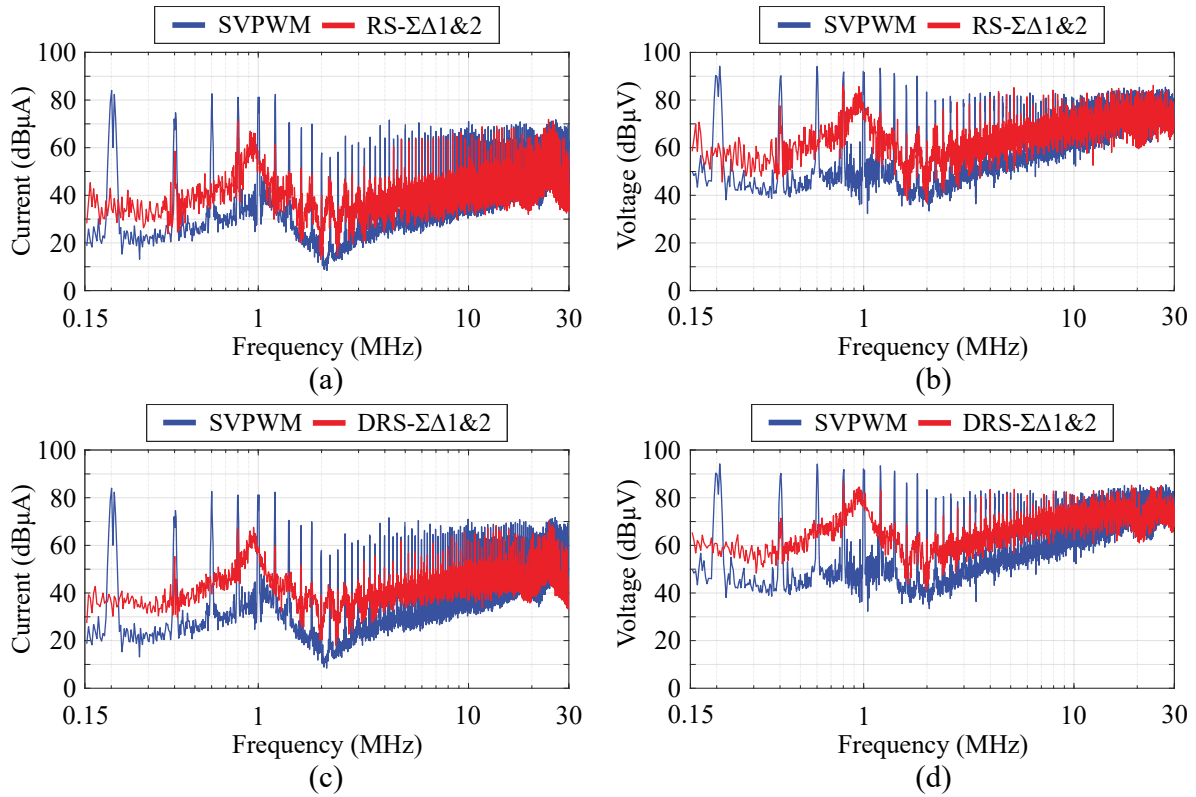 SVPWM RS-ΣΔ1&2
100
80
60
40
20
0
Current (dBµA)
0.15 1 10 30
Frequency (MHz)
(a)
SVPWM RS-ΣΔ1&2
100
80
60
40
20
0
Voltage (dBµV)
0.15 1 10 30
Frequency (MHz)
(b)
SVPWM DRS-ΣΔ1&2
100
80
60
40
20
0
Current (dBµA)
0.15 1 10 30
Frequency (MHz)
(c)
SVPWM DRS-ΣΔ1&2
100
80
60
40
20
0
Voltage (dBµV)
0.15 1 10 30
Frequency (MHz)
(d)